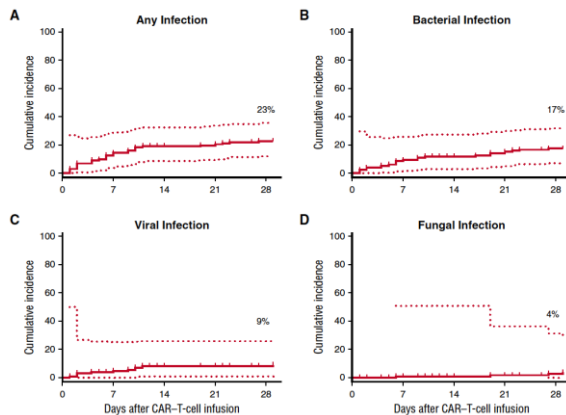 A
Any Infection
Cumulative incidence
100
80
60
40
20
0
23%
0 7 14 21 28
B
Bacterial Infection
Cumulative incidence
100
80
60
40
20
0
17%
0 7 14 21 28
C
Viral Infection
Cumulative incidence
100
80
60
40
20
0
9%
0 7 14 21 28
Days after CAR–T-cell infusion
D
Fungal Infection
Cumulative incidence
100
80
60
40
20
0
4%
0 7 14 21 28
Days after CAR–T-cell infusion